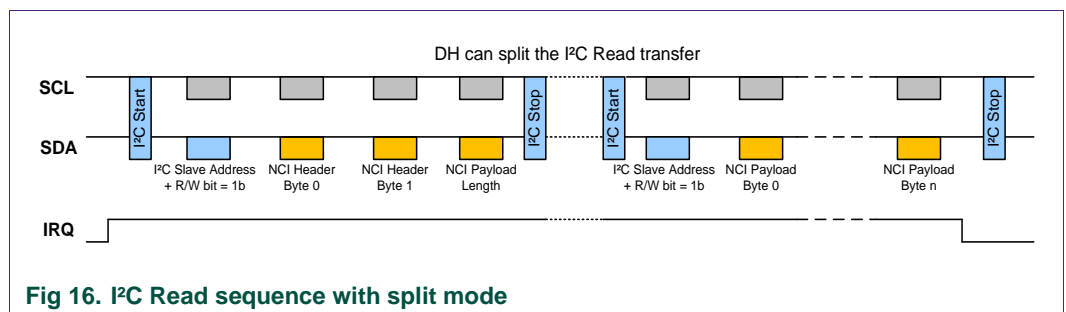 DH can split the I²C Read transfer
SCL
I²C Start
I²C Stop
I²C Start
I²C Stop
SDA
I²C Slave Address
+ R/W bit = 1b
NCI Header
Byte 0
NCI Header
Byte 1
NCI Payload
Length
I²C Slave Address
+ R/W bit = 1b
NCI Payload
Byte 0
NCI Payload
Byte n
IRQ
Fig 16. I²C Read sequence with split mode